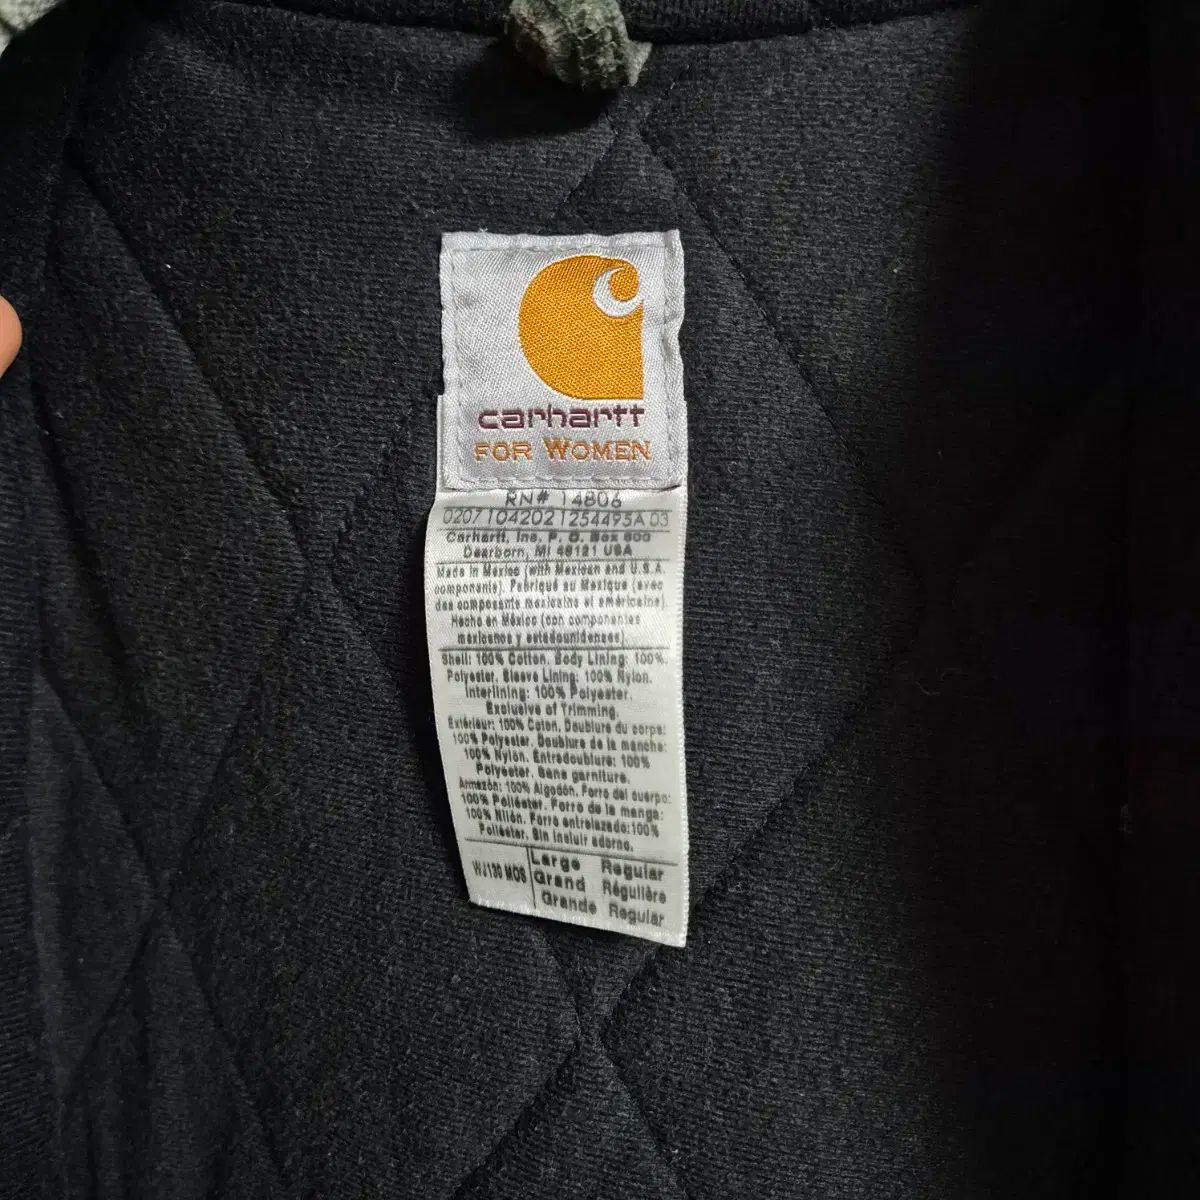 carhartt
FOR WOMEN
RN# 14806
0207 104202 1254495A 03
Carhartt, Inc. P. O. Box 600
Dearborn, MI 48121 USA
Made in Mexico (with Mexican and U.S.A.
components). Fabriqué au Mexique (avec
des composants mexicains et américains).
Hecho en México (con componentes
mexicanos y estadounidenses)
Shell: 100% Cotton. Body Lining: 100%
Polyester. Sleeve Lining: 100% Nylon.
Interlining: 100% Polyester.
Exclusive of Trimming.
Extérieur: 100% Coton. Doublure du corps:
100% Polyester. Doublure de la manche:
100% Nylon. Entredoublure: 100%
Polyester. Sans garniture.
Armazón: 100% Algodón. Forro del cuerpo:
100% Poliéster. Forro de la manga:
100% Nilón. Forro entrelazado: 100%
Poliéster. Sin incluir adorno.
WJ130 MOS
Large Regular
Grand Régulière
Grande Regular